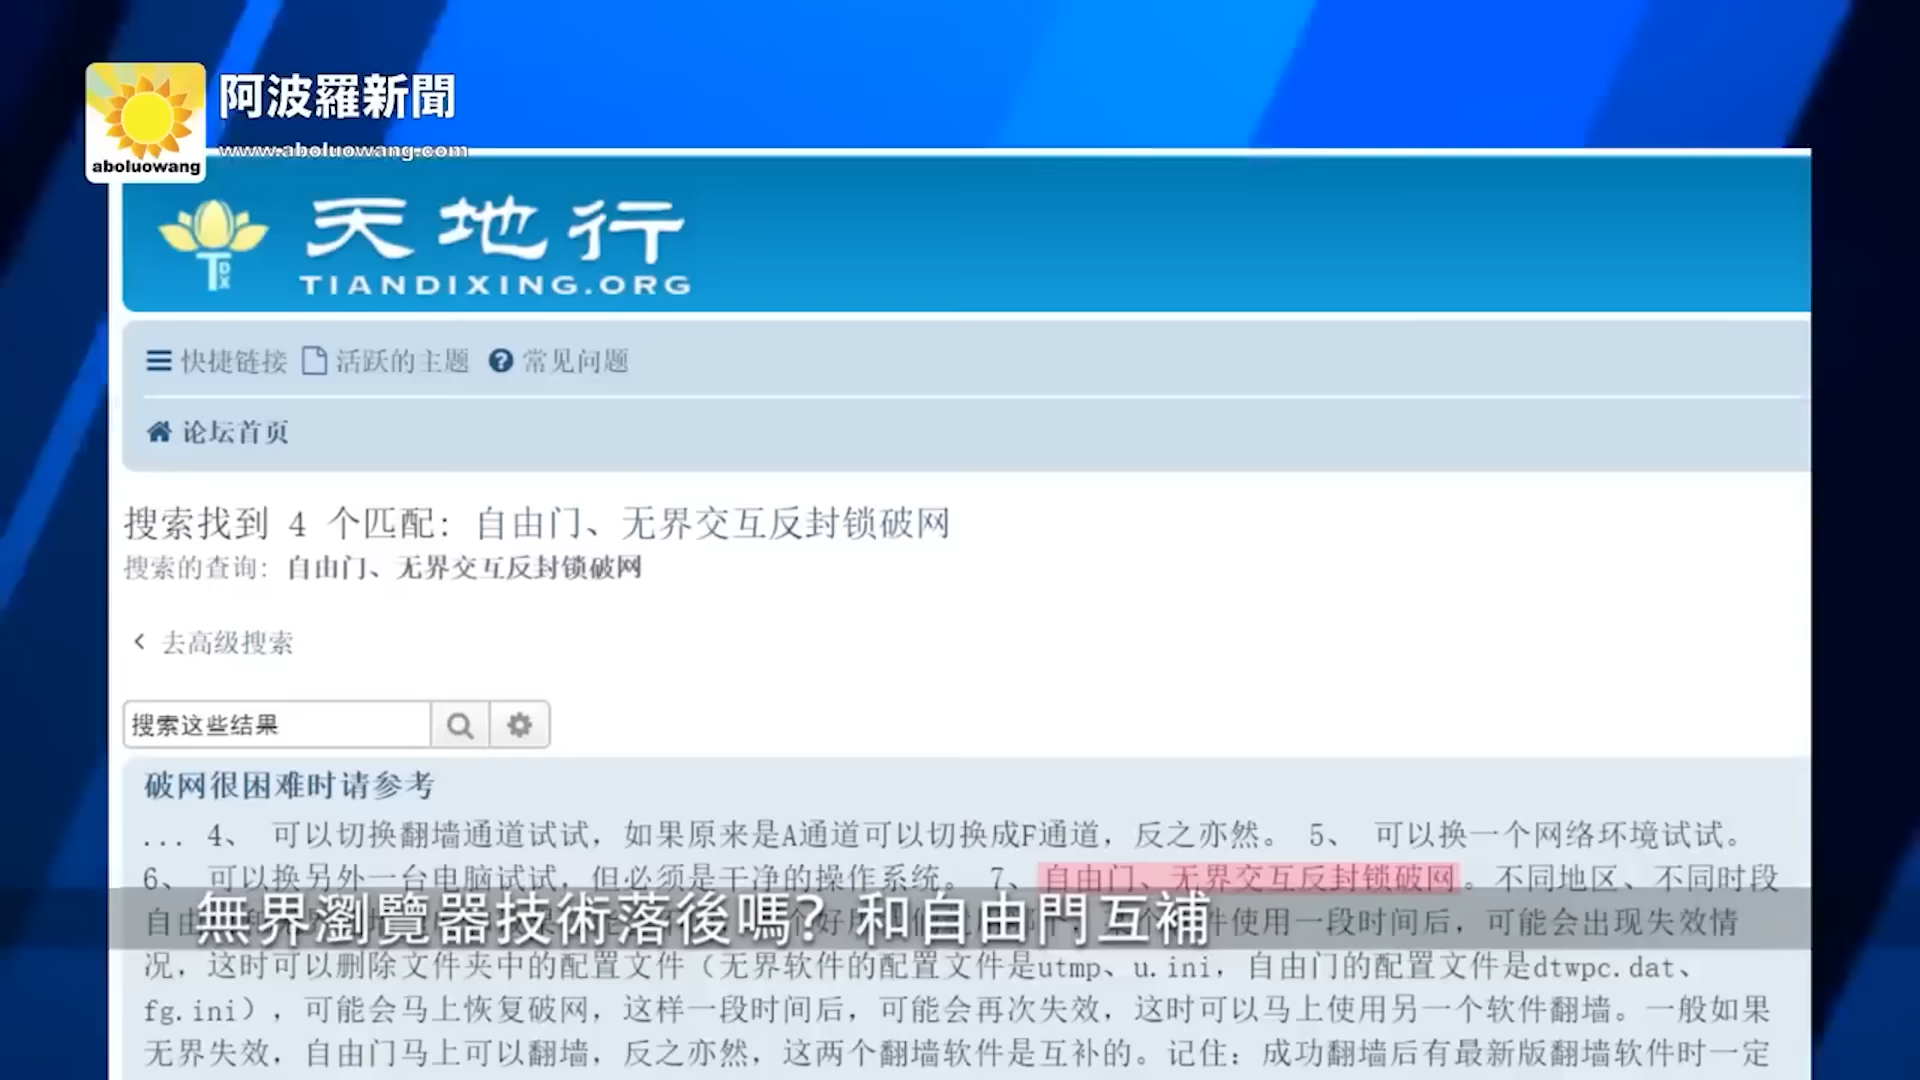 阿波羅新聞
www.aboluowang.com
aboluowang
天地行
TDX
TIANDIXING.ORG
快捷链接 活跃的主题 常见问题
论坛首页
搜索找到 4 个匹配: 自由门、无界交互反封锁破网
搜索的查询: 自由门、无界交互反封锁破网
去高级搜索
搜索这些结果
破网很困难时请参考
... 4、 可以切换翻墙通道试试，如果原来是A通道可以切换成F通道，反之亦然。 5、 可以换一个网络环境试试。
6、 可以换另外一台电脑试试，但必须是干净的操作系统。 7、自由门、无界交互反封锁破网。不同地区、不同时段
無界瀏覽器技術落後嗎？和自由門互補
自由 件使用一段时间后，可能会出现失效情
况，这时可以删除文件夹中的配置文件（无界软件的配置文件是utmp、u.ini，自由门的配置文件是dtwpc.dat、
fg.ini），可能会马上恢复破网，这样一段时间后，可能会再次失效，这时可以马上使用另一个软件翻墙。一般如果
无界失效，自由门马上可以翻墙，反之亦然，这两个翻墙软件是互补的。记住：成功翻墙后有最新版翻墙软件时一定